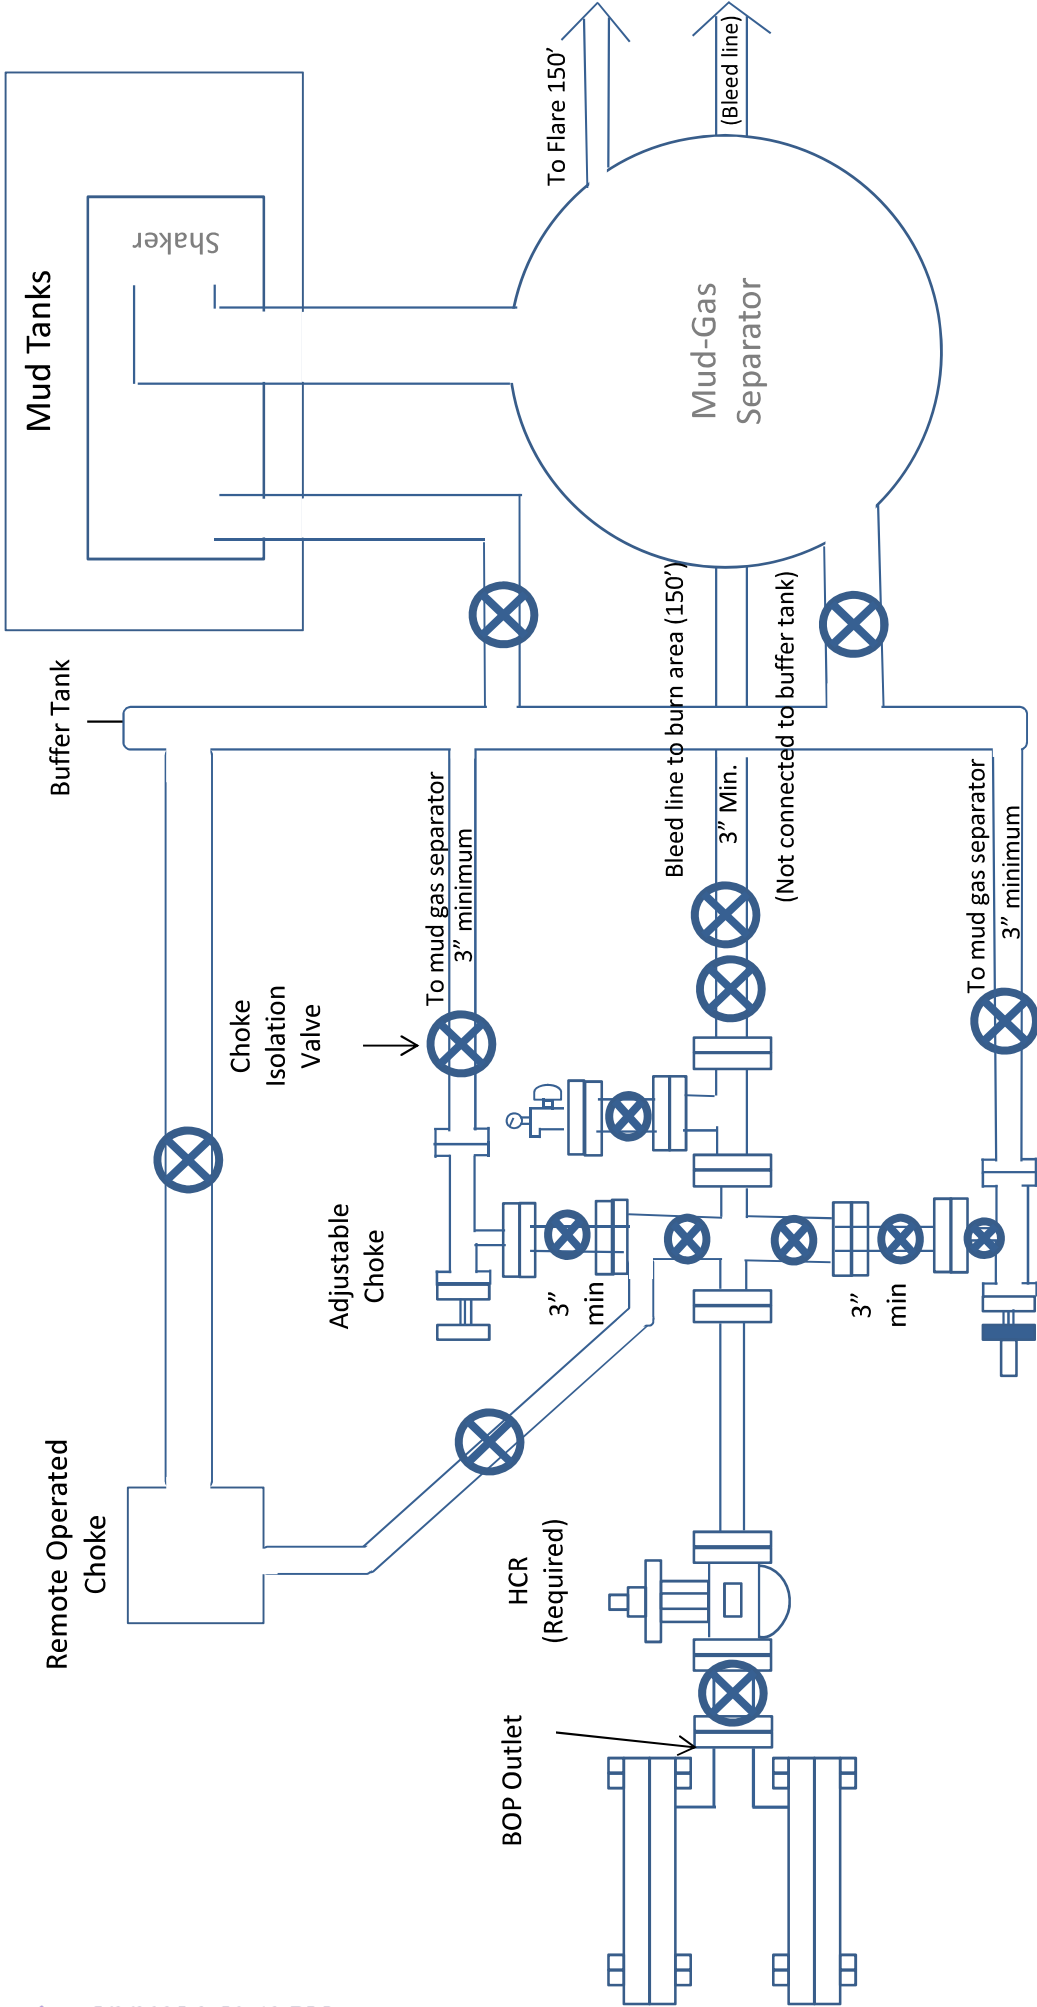 Mud Tanks
Shaker
To Flare 150’
(Bleed line)
Mud-Gas
Separator
Buffer Tank
Bleed line to burn area (150’)
3” Min.
(Not connected to buffer tank)
To mud gas separator
3” minimum
To mud gas separator
3” minimum
Choke
Isolation
Valve
Adjustable
Choke
3”
min
3”
min
Remote Operated
Choke
HCR
(Required)
BOP Outlet